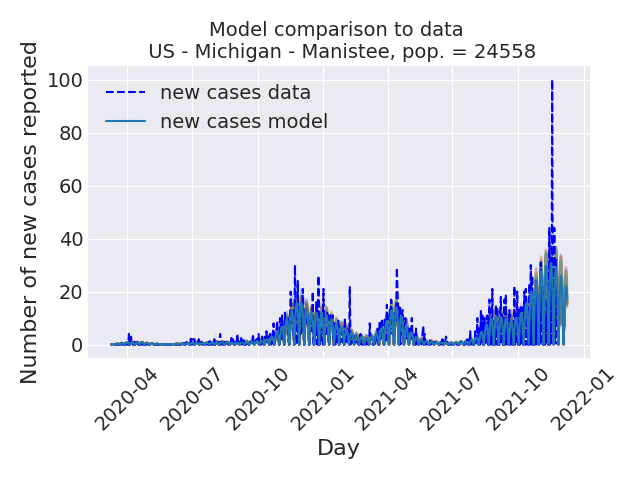 Model comparison to data
US - Michigan - Manistee, pop. = 24558
Number of new cases reported
100
80
60
40
20
0
new cases data
new cases model
2020-04
2020-07
2020-10
2021-01
2021-04
2021-07
2021-10
2022-01
Day